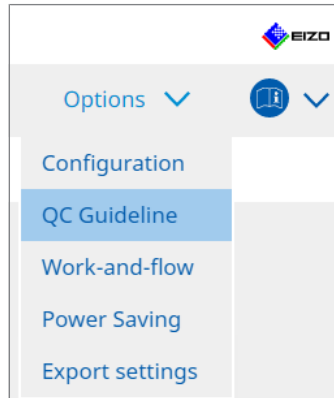 EIZO
Options
Configuration
QC Guideline
Work-and-flow
Power Saving
Export settings